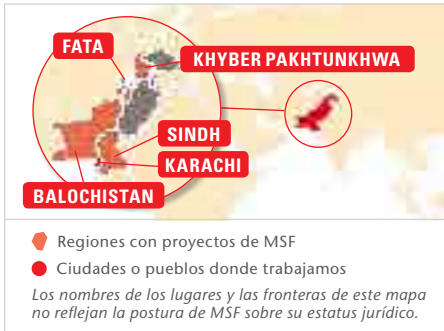 FATA
KHYBER PAKHTUNKHWA
SINDH
KARACHI
BALOCHISTAN
Regiones con proyectos de MSF
Ciudades o pueblos donde trabajamos
Los nombres de los lugares y las fronteras de este mapa
no reflejan la postura de MSF sobre su estatus jurídico.